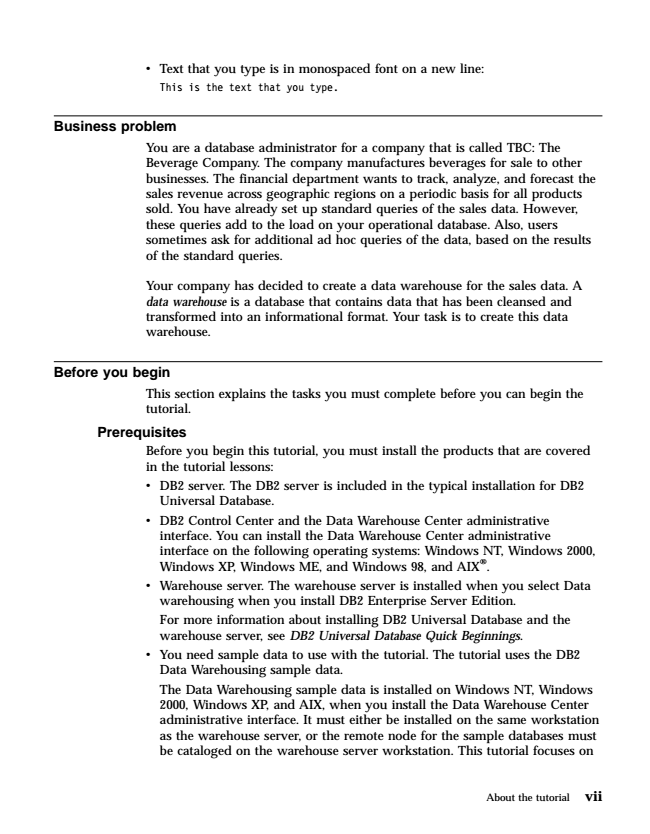 • Text that you type is in monospaced font on a new line:
This is the text that you type.
Business problem
You are a database administrator for a company that is called TBC: The
Beverage Company. The company manufactures beverages for sale to other
businesses. The financial department wants to track, analyze, and forecast the
sales revenue across geographic regions on a periodic basis for all products
sold. You have already set up standard queries of the sales data. However,
these queries add to the load on your operational database. Also, users
sometimes ask for additional ad hoc queries of the data, based on the results
of the standard queries.
Your company has decided to create a data warehouse for the sales data. A
data warehouse is a database that contains data that has been cleansed and
transformed into an informational format. Your task is to create this data
warehouse.
Before you begin
This section explains the tasks you must complete before you can begin the
tutorial.
Prerequisites
Before you begin this tutorial, you must install the products that are covered
in the tutorial lessons:
• DB2 server. The DB2 server is included in the typical installation for DB2
Universal Database.
• DB2 Control Center and the Data Warehouse Center administrative
interface. You can install the Data Warehouse Center administrative
interface on the following operating systems: Windows NT, Windows 2000,
Windows XP, Windows ME, and Windows 98, and AIX®.
• Warehouse server. The warehouse server is installed when you select Data
warehousing when you install DB2 Enterprise Server Edition.
For more information about installing DB2 Universal Database and the
warehouse server, see DB2 Universal Database Quick Beginnings.
• You need sample data to use with the tutorial. The tutorial uses the DB2
Data Warehousing sample data.
The Data Warehousing sample data is installed on Windows NT, Windows
2000, Windows XP, and AIX, when you install the Data Warehouse Center
administrative interface. It must either be installed on the same workstation
as the warehouse server, or the remote node for the sample databases must
be cataloged on the warehouse server workstation. This tutorial focuses on
About the tutorial vii